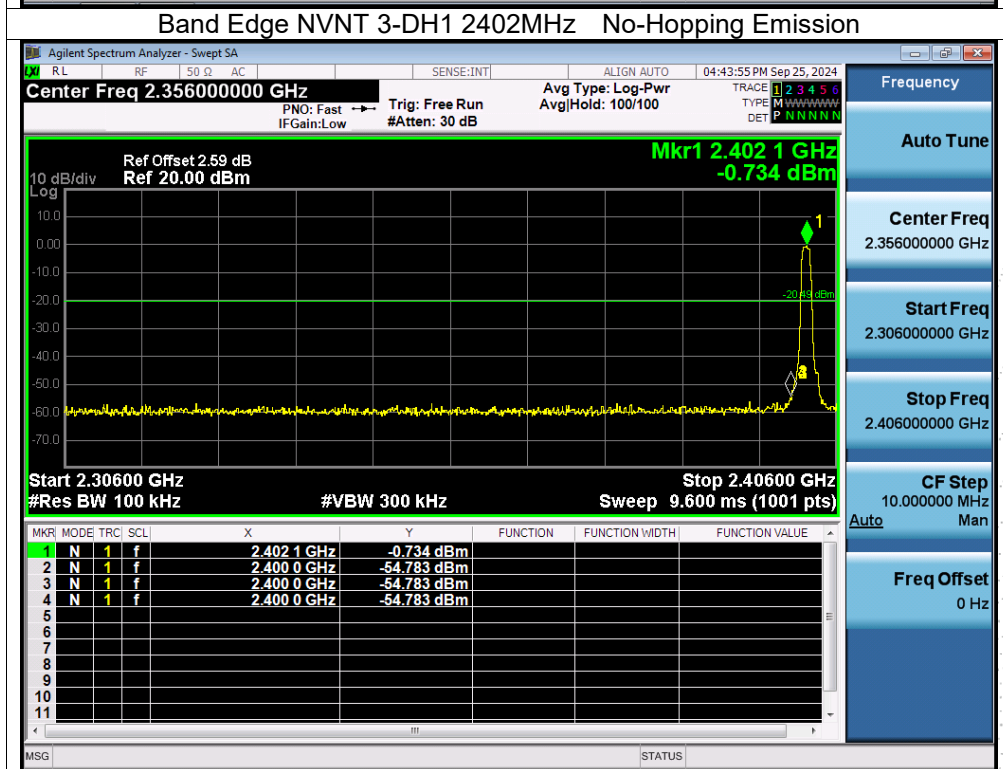 Band Edge NVNT 3-DH1 2402MHz No-Hopping Emission
Agilent Spectrum Analyzer - Swept SA
LXI RL RF 50 Ω AC SENSE:INT ALIGN AUTO 04:43:55 PM Sep 25, 2024
Center Freq 2.356000000 GHz
PNO: Fast
IFGain:Low
Trig: Free Run
#Atten: 30 dB
Avg Type: Log-Pwr
Avg|Hold: 100/100
TRACE 1 2 3 4 5 6
TYPE M WWWWW
DET P N N N N N
Frequency
Auto Tune
Center Freq
2.356000000 GHz
Start Freq
2.306000000 GHz
Stop Freq
2.406000000 GHz
CF Step
10.000000 MHz
Auto Man
Freq Offset
0 Hz
Mkr1 2.402 1 GHz
-0.734 dBm
Ref Offset 2.59 dB
10 dB/div Ref 20.00 dBm
Log
10.0
0.00
-10.0
-20.0
-30.0
-40.0
-50.0
-60.0
-70.0
1
-20.49 dBm
Start 2.30600 GHz Stop 2.40600 GHz
#Res BW 100 kHz #VBW 300 kHz Sweep 9.600 ms (1001 pts)
MKR MODE TRC SCL X Y FUNCTION FUNCTION WIDTH FUNCTION VALUE
1 N 1 f 2.402 1 GHz -0.734 dBm
2 N 1 f 2.400 0 GHz -54.783 dBm
3 N 1 f 2.400 0 GHz -54.783 dBm
4 N 1 f 2.400 0 GHz -54.783 dBm
5
6
7
8
9
10
11
MSG STATUS